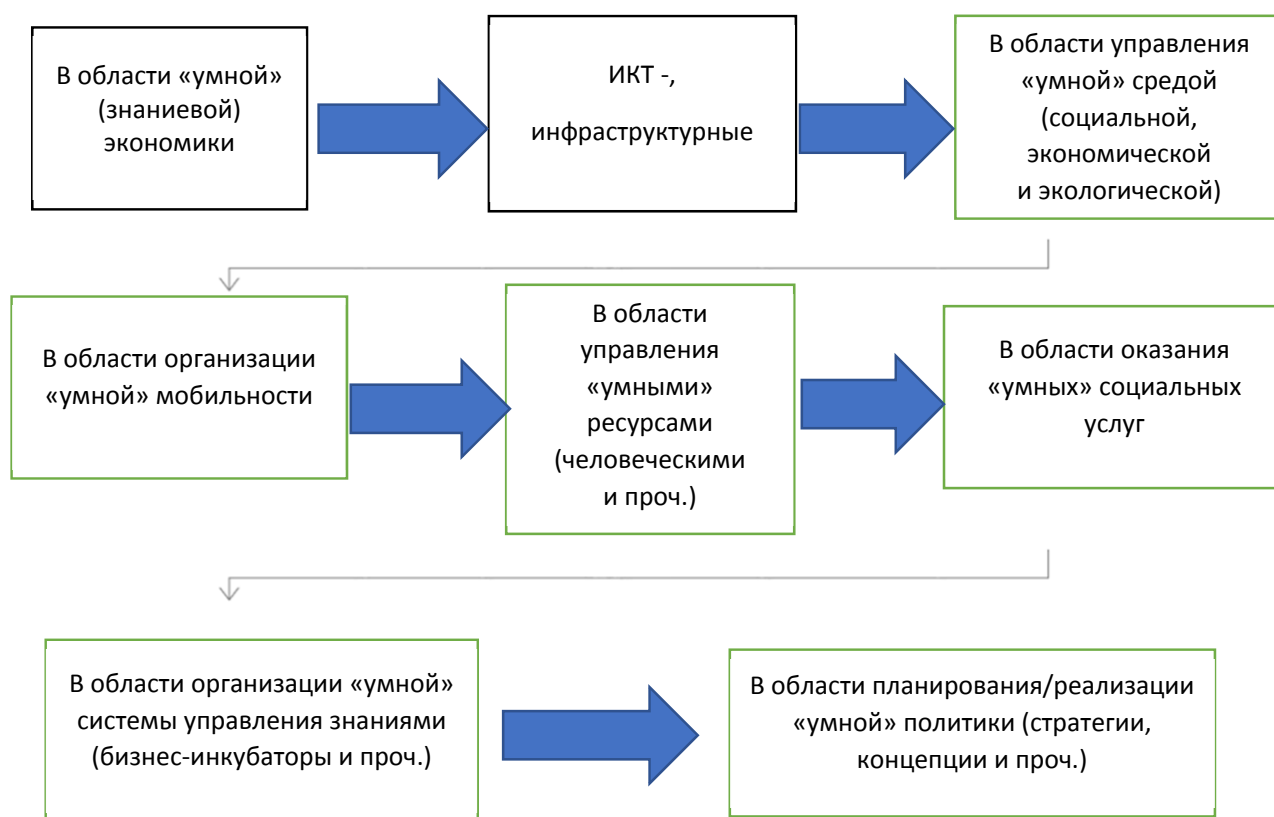 В области «умной»
(знаниевой)
экономики
ИКТ -,
инфраструктурные
В области управления
«умной» средой
(социальной,
экономической
и экологической)
В области организации
«умной» мобильности
В области
управления
«умными»
ресурсами
(человеческими
и проч.)
В области оказания
«умных» социальных
услуг
В области организации «умной»
системы управления знаниями
(бизнес-инкубаторы и проч.)
В области планирования/реализации
«умной» политики (стратегии,
концепции и проч.)